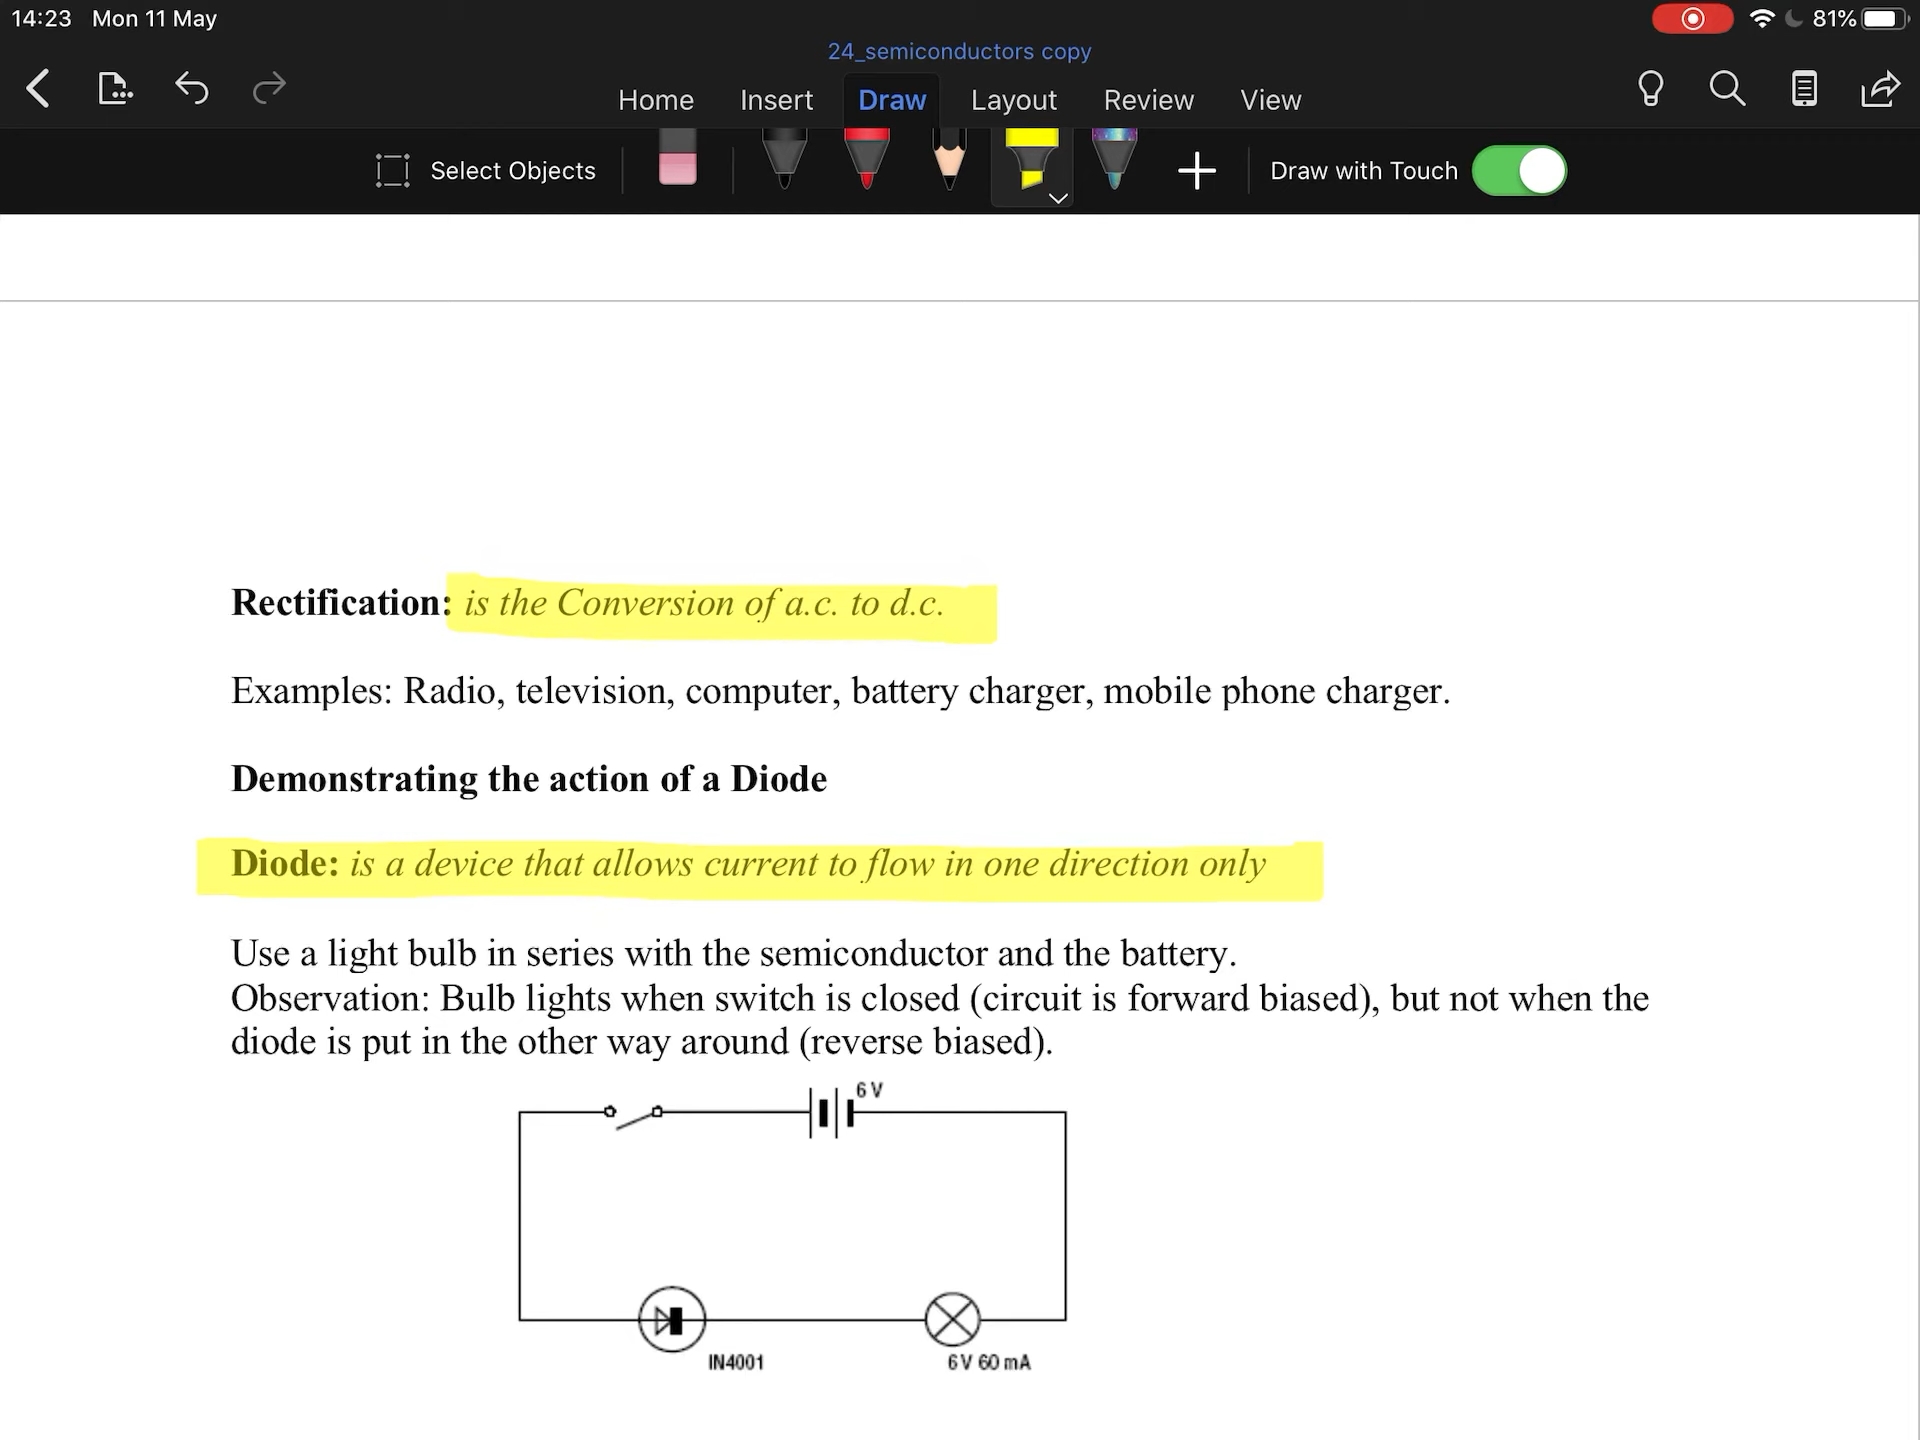 14:23 Mon 11 May
81%
24_semiconductors copy
Home Insert Draw Layout Review View
Select Objects
Draw with Touch
Rectification: is the Conversion of a.c. to d.c.
Examples: Radio, television, computer, battery charger, mobile phone charger.
Demonstrating the action of a Diode
Diode: is a device that allows current to flow in one direction only
Use a light bulb in series with the semiconductor and the battery.
Observation: Bulb lights when switch is closed (circuit is forward biased), but not when the
diode is put in the other way around (reverse biased).
6 V
IN4001
6 V 60 mA